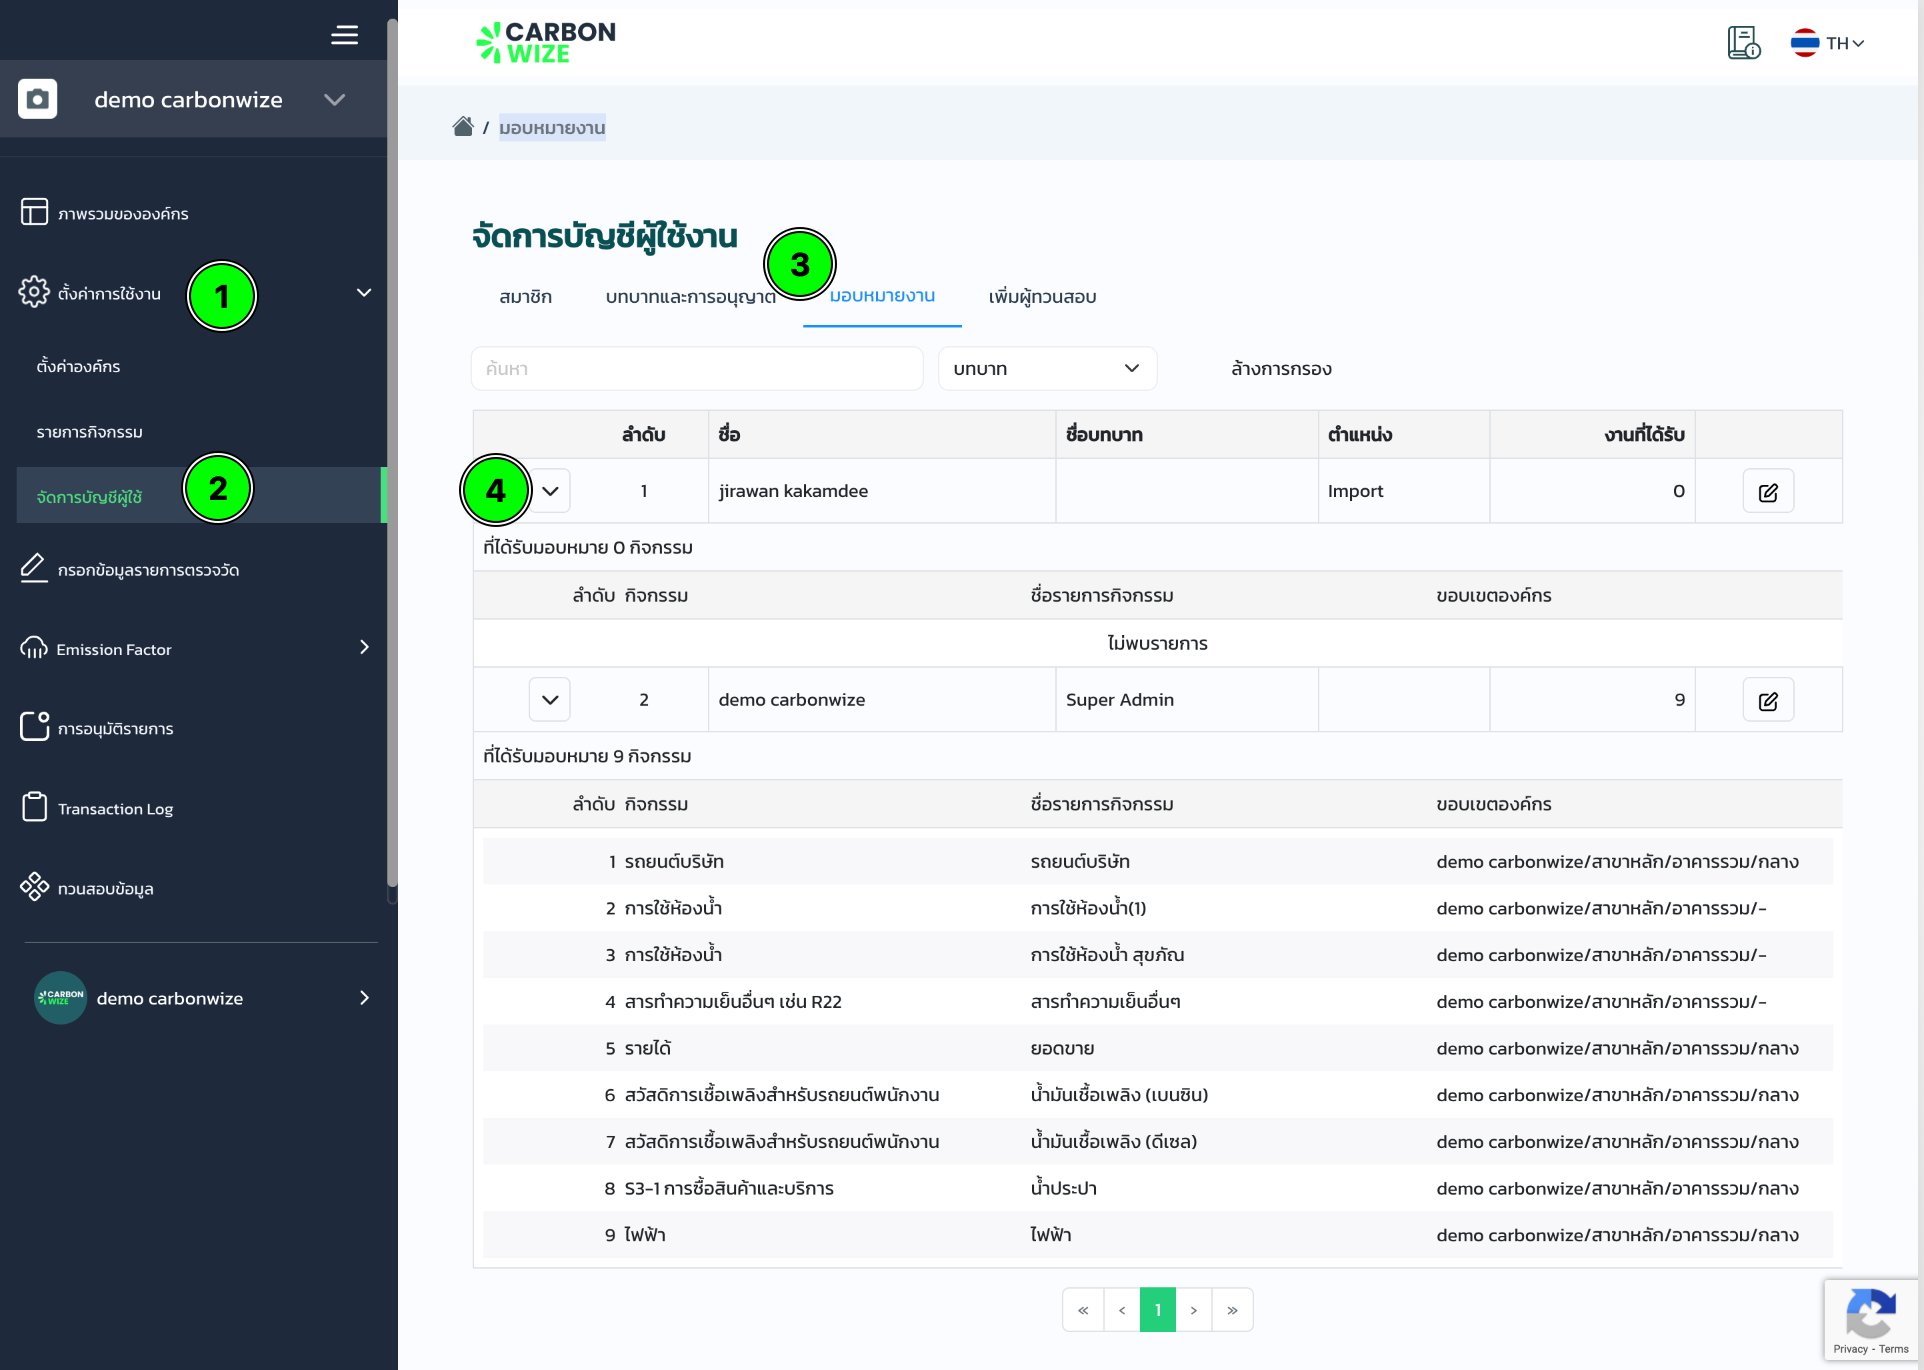 demo carbonwize
ภาพรวมขององค์กร
ตั้งค่าการใช้งาน
1
ตั้งค่าองค์กร
รายการกิจกรรม
จัดการบัญชีผู้ใช้
2
กรอกข้อมูลรายการตรวจวัด
Emission Factor
การอนุมัติรายการ
Transaction Log
ทวนสอบข้อมูล
CARBON
WIZE
demo carbonwize
CARBON
WIZE
TH
/ มอบหมายงาน
จัดการบัญชีผู้ใช้งาน
3
สมาชิก บทบาทและการอนุญาต มอบหมายงาน เพิ่มผู้ทวนสอบ
ค้นหา บทบาท ล้างการกรอง
ลำดับ ชื่อ ชื่อบทบาท ตำแหน่ง งานที่ได้รับ
4 1 jirawan kakamdee Import 0
ที่ได้รับมอบหมาย 0 กิจกรรม
ลำดับ กิจกรรม ชื่อรายการกิจกรรม ขอบเขตองค์กร
ไม่พบรายการ
2 demo carbonwize Super Admin 9
ที่ได้รับมอบหมาย 9 กิจกรรม
ลำดับ กิจกรรม ชื่อรายการกิจกรรม ขอบเขตองค์กร
1 รถยนต์บริษัท รถยนต์บริษัท demo carbonwize/สาขาหลัก/อาคารรวม/กลาง
2 การใช้ห้องน้ำ การใช้ห้องน้ำ(1) demo carbonwize/สาขาหลัก/อาคารรวม/-
3 การใช้ห้องน้ำ การใช้ห้องน้ำ สุขภัณ demo carbonwize/สาขาหลัก/อาคารรวม/-
4 สารทำความเย็นอื่นๆ เช่น R22 สารทำความเย็นอื่นๆ demo carbonwize/สาขาหลัก/อาคารรวม/-
5 รายได้ ยอดขาย demo carbonwize/สาขาหลัก/อาคารรวม/กลาง
6 สวัสดิการเชื้อเพลิงสำหรับรถยนต์พนักงาน น้ำมันเชื้อเพลิง (เบนซิน) demo carbonwize/สาขาหลัก/อาคารรวม/กลาง
7 สวัสดิการเชื้อเพลิงสำหรับรถยนต์พนักงาน น้ำมันเชื้อเพลิง (ดีเซล) demo carbonwize/สาขาหลัก/อาคารรวม/กลาง
8 S3-1 การซื้อสินค้าและบริการ น้ำประปา demo carbonwize/สาขาหลัก/อาคารรวม/กลาง
9 ไฟฟ้า ไฟฟ้า demo carbonwize/สาขาหลัก/อาคารรวม/กลาง
« ‹ 1 › »
Privacy - Terms